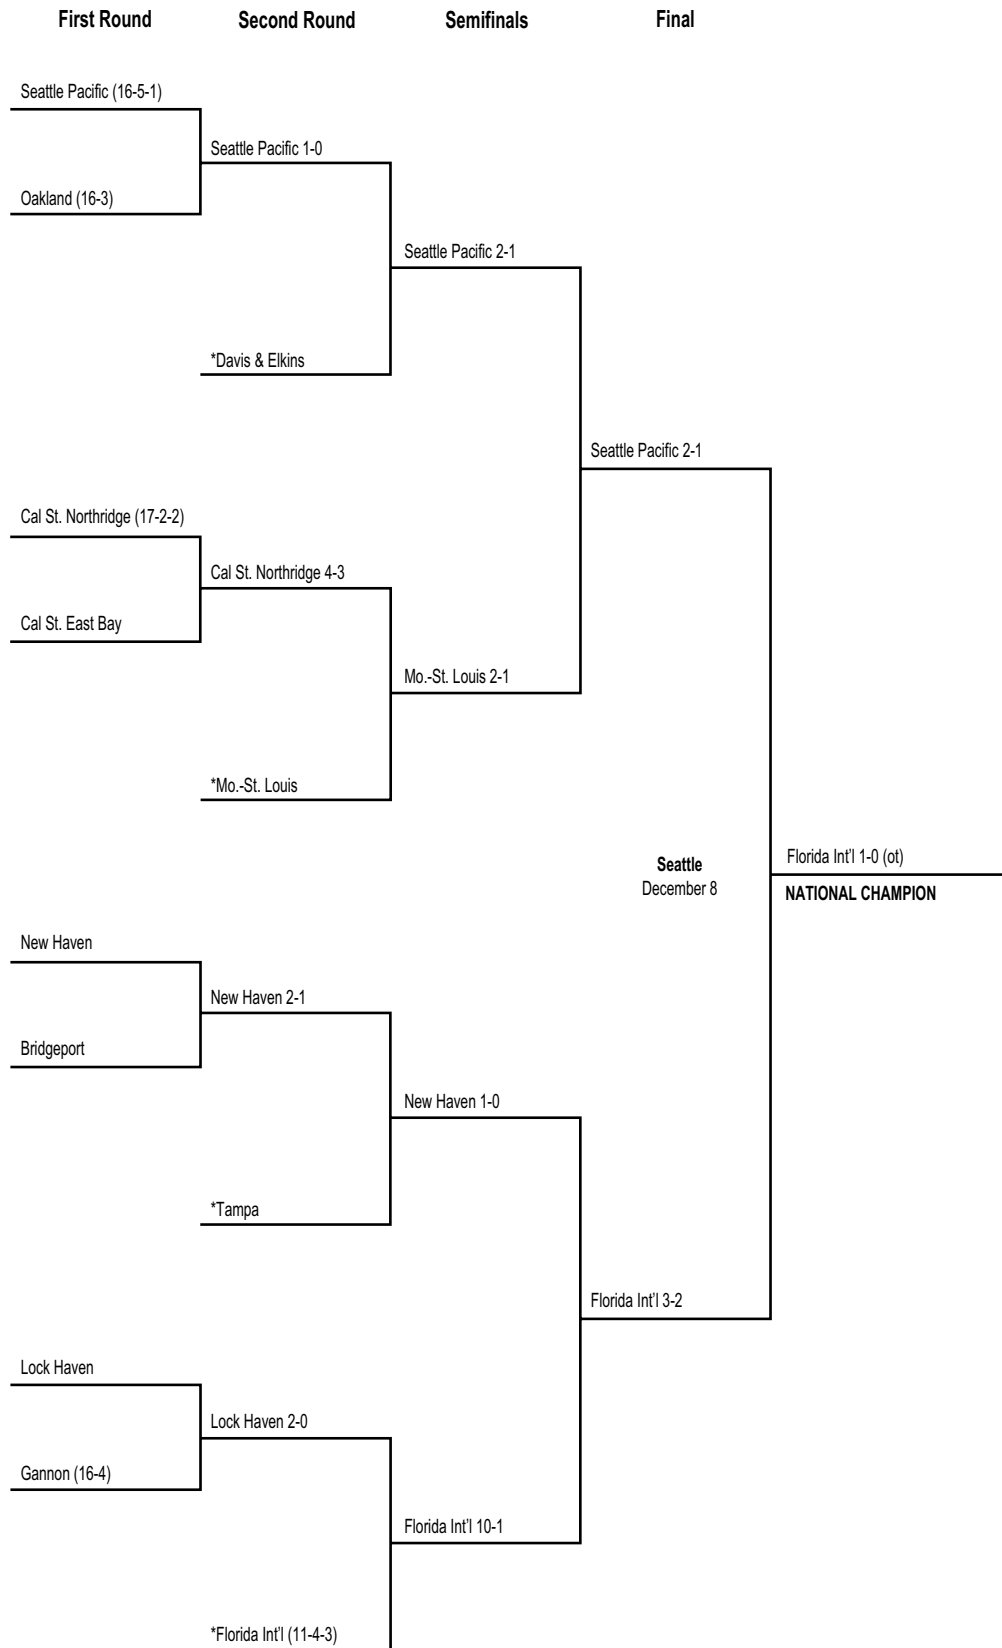 First Round
Second Round
Semifinals
Final
Seattle Pacific (16-5-1)
Seattle Pacific 1-0
Oakland (16-3)
Seattle Pacific 2-1
*Davis & Elkins
Seattle Pacific 2-1
Cal St. Northridge (17-2-2)
Cal St. Northridge 4-3
Cal St. East Bay
Mo.-St. Louis 2-1
*Mo.-St. Louis
Seattle
December 8
Florida Int’l 1-0 (ot)
NATIONAL CHAMPION
New Haven
New Haven 2-1
Bridgeport
New Haven 1-0
*Tampa
Florida Int’l 3-2
Lock Haven
Lock Haven 2-0
Gannon (16-4)
Florida Int’l 10-1
*Florida Int’l (11-4-3)